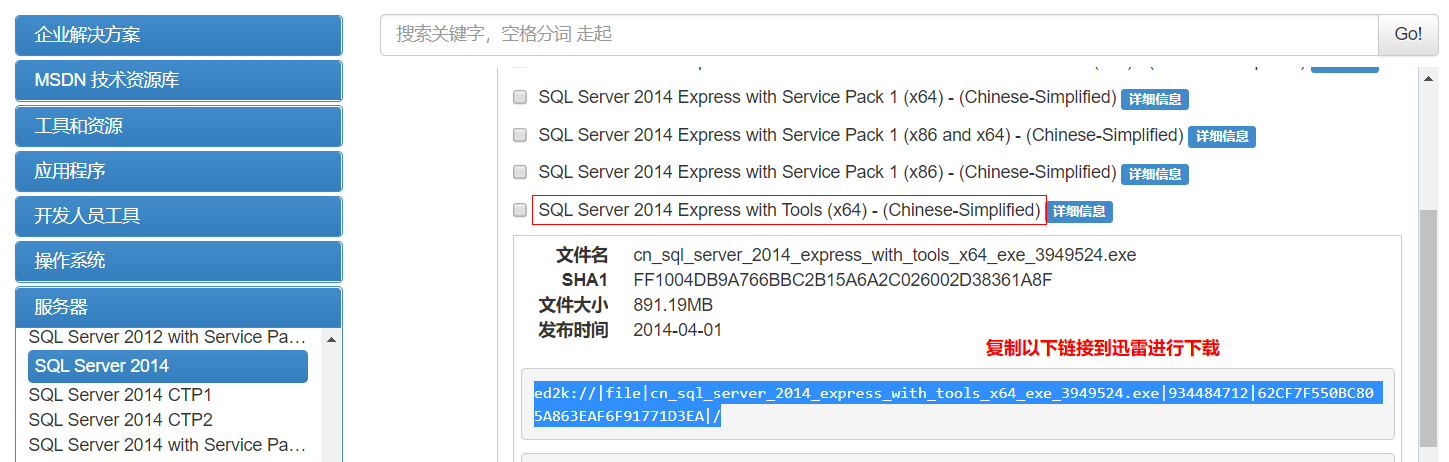 企业解决方案
MSDN 技术资源库
工具和资源
应用程序
开发人员工具
操作系统
服务器
SQL Server 2012 with Service Pa...
SQL Server 2014
SQL Server 2014 CTP1
SQL Server 2014 CTP2
SQL Server 2014 with Service Pa...
搜索关键字，空格分词 走起
Go!
SQL Server 2014 Express with Service Pack 1 (x64) - (Chinese-Simplified) 详细信息
SQL Server 2014 Express with Service Pack 1 (x86 and x64) - (Chinese-Simplified) 详细信息
SQL Server 2014 Express with Service Pack 1 (x86) - (Chinese-Simplified) 详细信息
SQL Server 2014 Express with Tools (x64) - (Chinese-Simplified) 详细信息
文件名 cn_sql_server_2014_express_with_tools_x64_exe_3949524.exe
SHA1 FF1004DB9A766BBC2B15A6A2C026002D38361A8F
文件大小 891.19MB
发布时间 2014-04-01
复制以下链接到迅雷进行下载
ed2k://|file|cn_sql_server_2014_express_with_tools_x64_exe_3949524.exe|934484712|62CF7F550BC80
5A863EAF6F91771D3EA|/